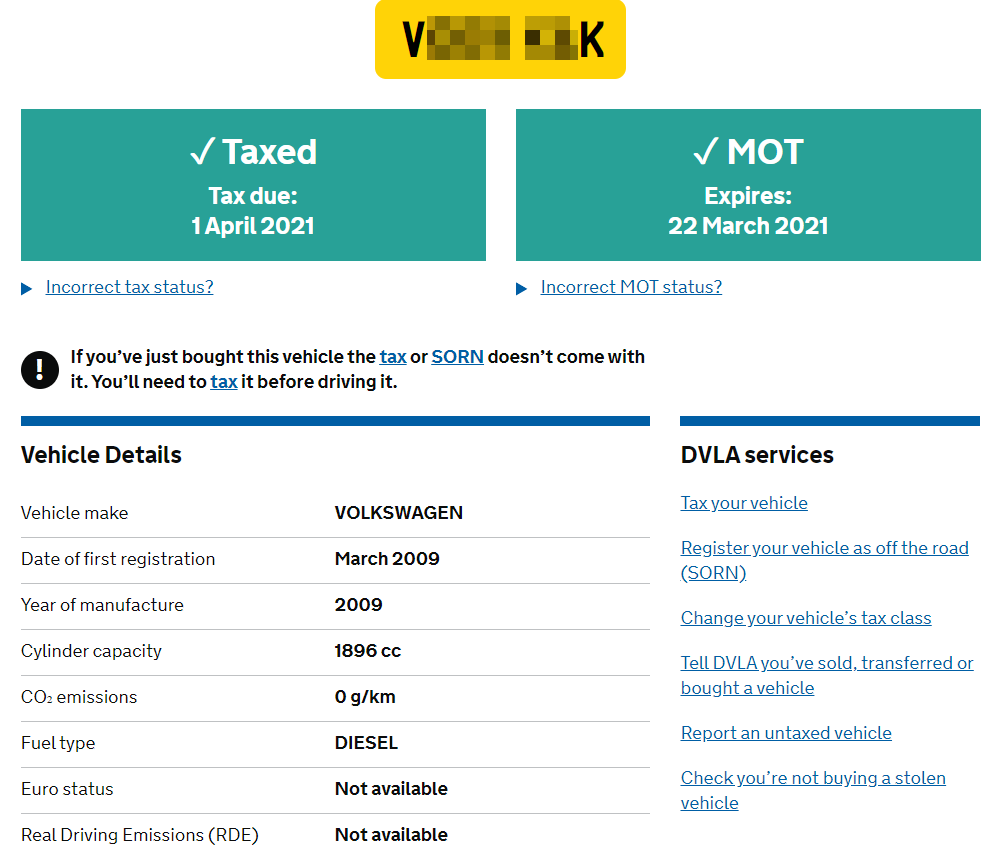 V K
✓ Taxed
Tax due:
1 April 2021
✓ MOT
Expires:
22 March 2021
Incorrect tax status?
Incorrect MOT status?
! If you’ve just bought this vehicle the tax or SORN doesn’t come with
it. You’ll need to tax it before driving it.
Vehicle Details
Vehicle make VOLKSWAGEN
Date of first registration March 2009
Year of manufacture 2009
Cylinder capacity 1896 cc
CO₂ emissions 0 g/km
Fuel type DIESEL
Euro status Not available
Real Driving Emissions (RDE) Not available
DVLA services
Tax your vehicle
Register your vehicle as off the road
(SORN)
Change your vehicle’s tax class
Tell DVLA you’ve sold, transferred or
bought a vehicle
Report an untaxed vehicle
Check you’re not buying a stolen
vehicle